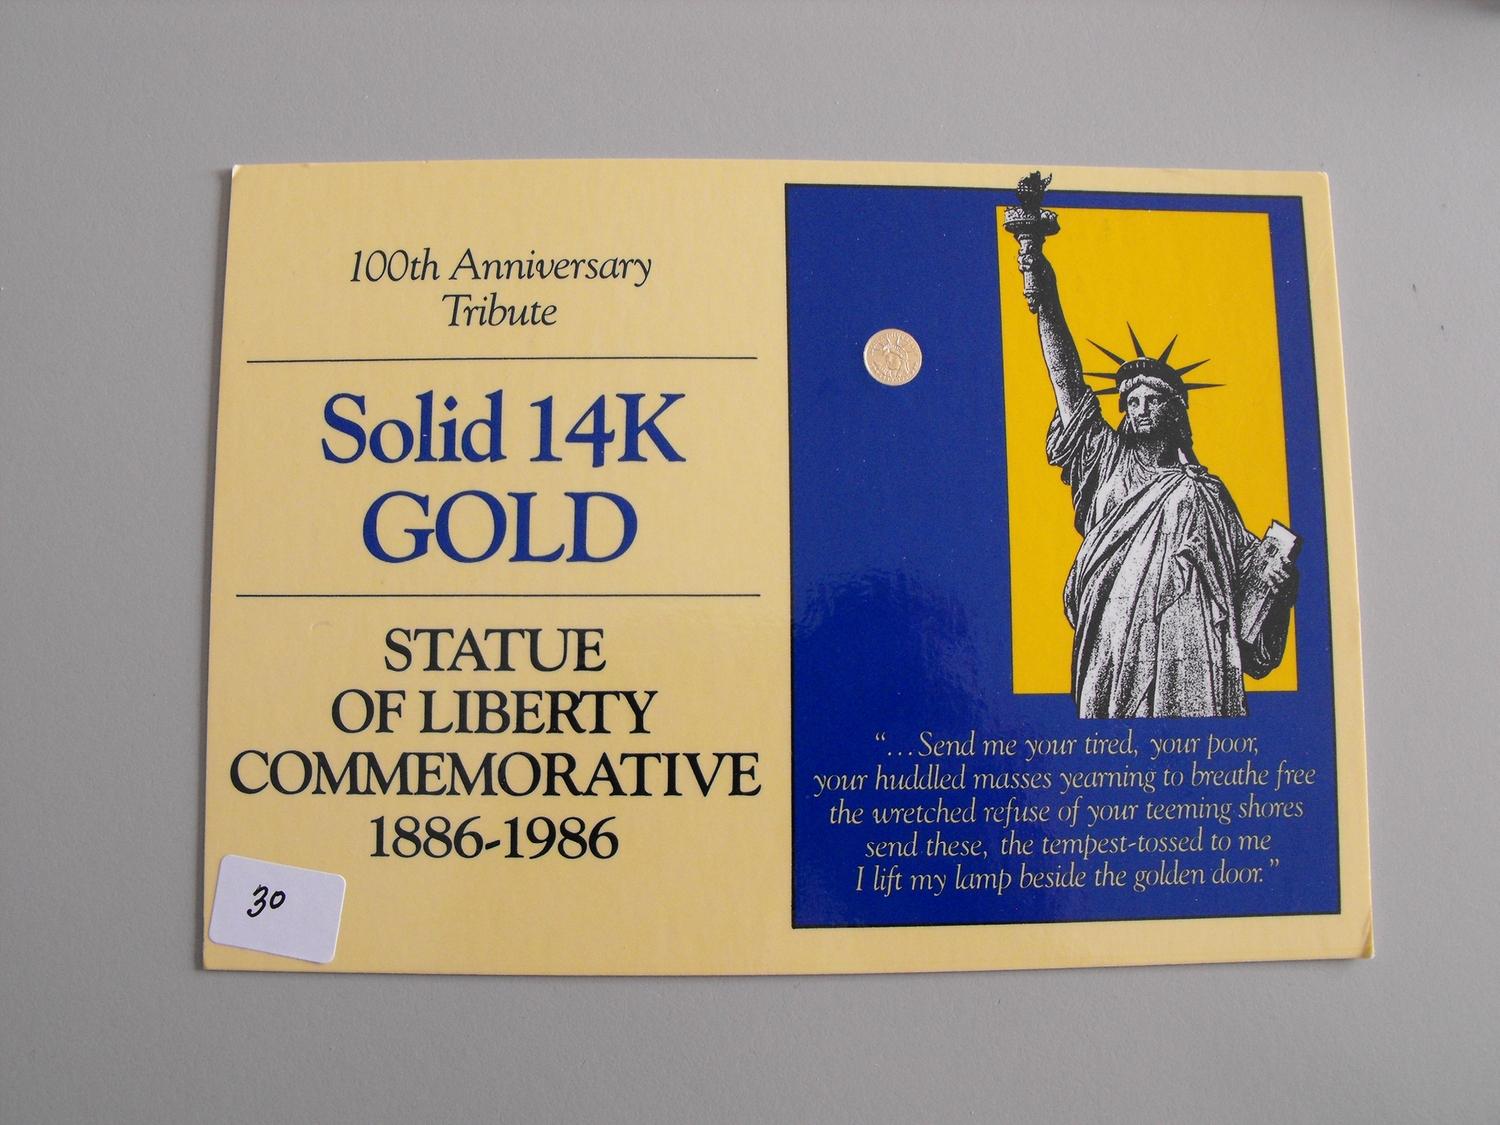 100th Anniversary
Tribute
Solid 14K
GOLD
STATUE
OF LIBERTY
COMMEMORATIVE
1886-1986
30
“...Send me your tired, your poor,
your huddled masses yearning to breathe free
the wretched refuse of your teeming shores
send these, the tempest-tossed to me
I lift my lamp beside the golden door.”